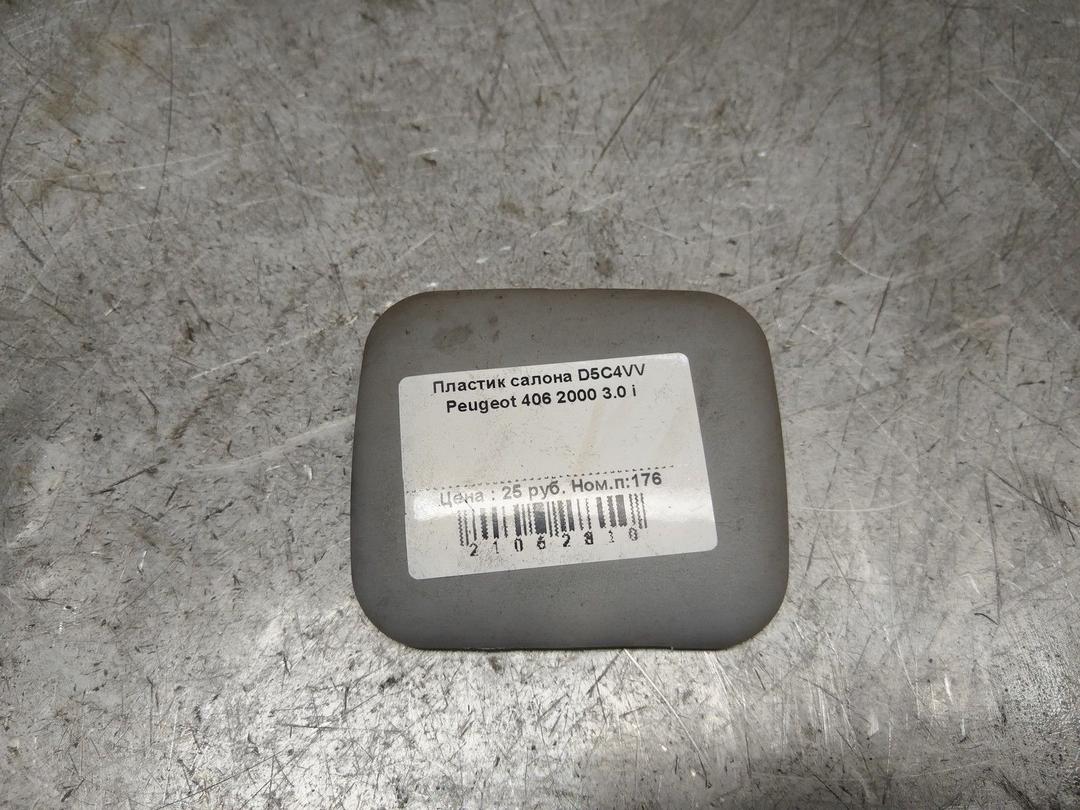 Пластик салона D5C4VV
Peugeot 406 2000 3.0 i
Цена : 25 руб. Ном.п:176
21062810